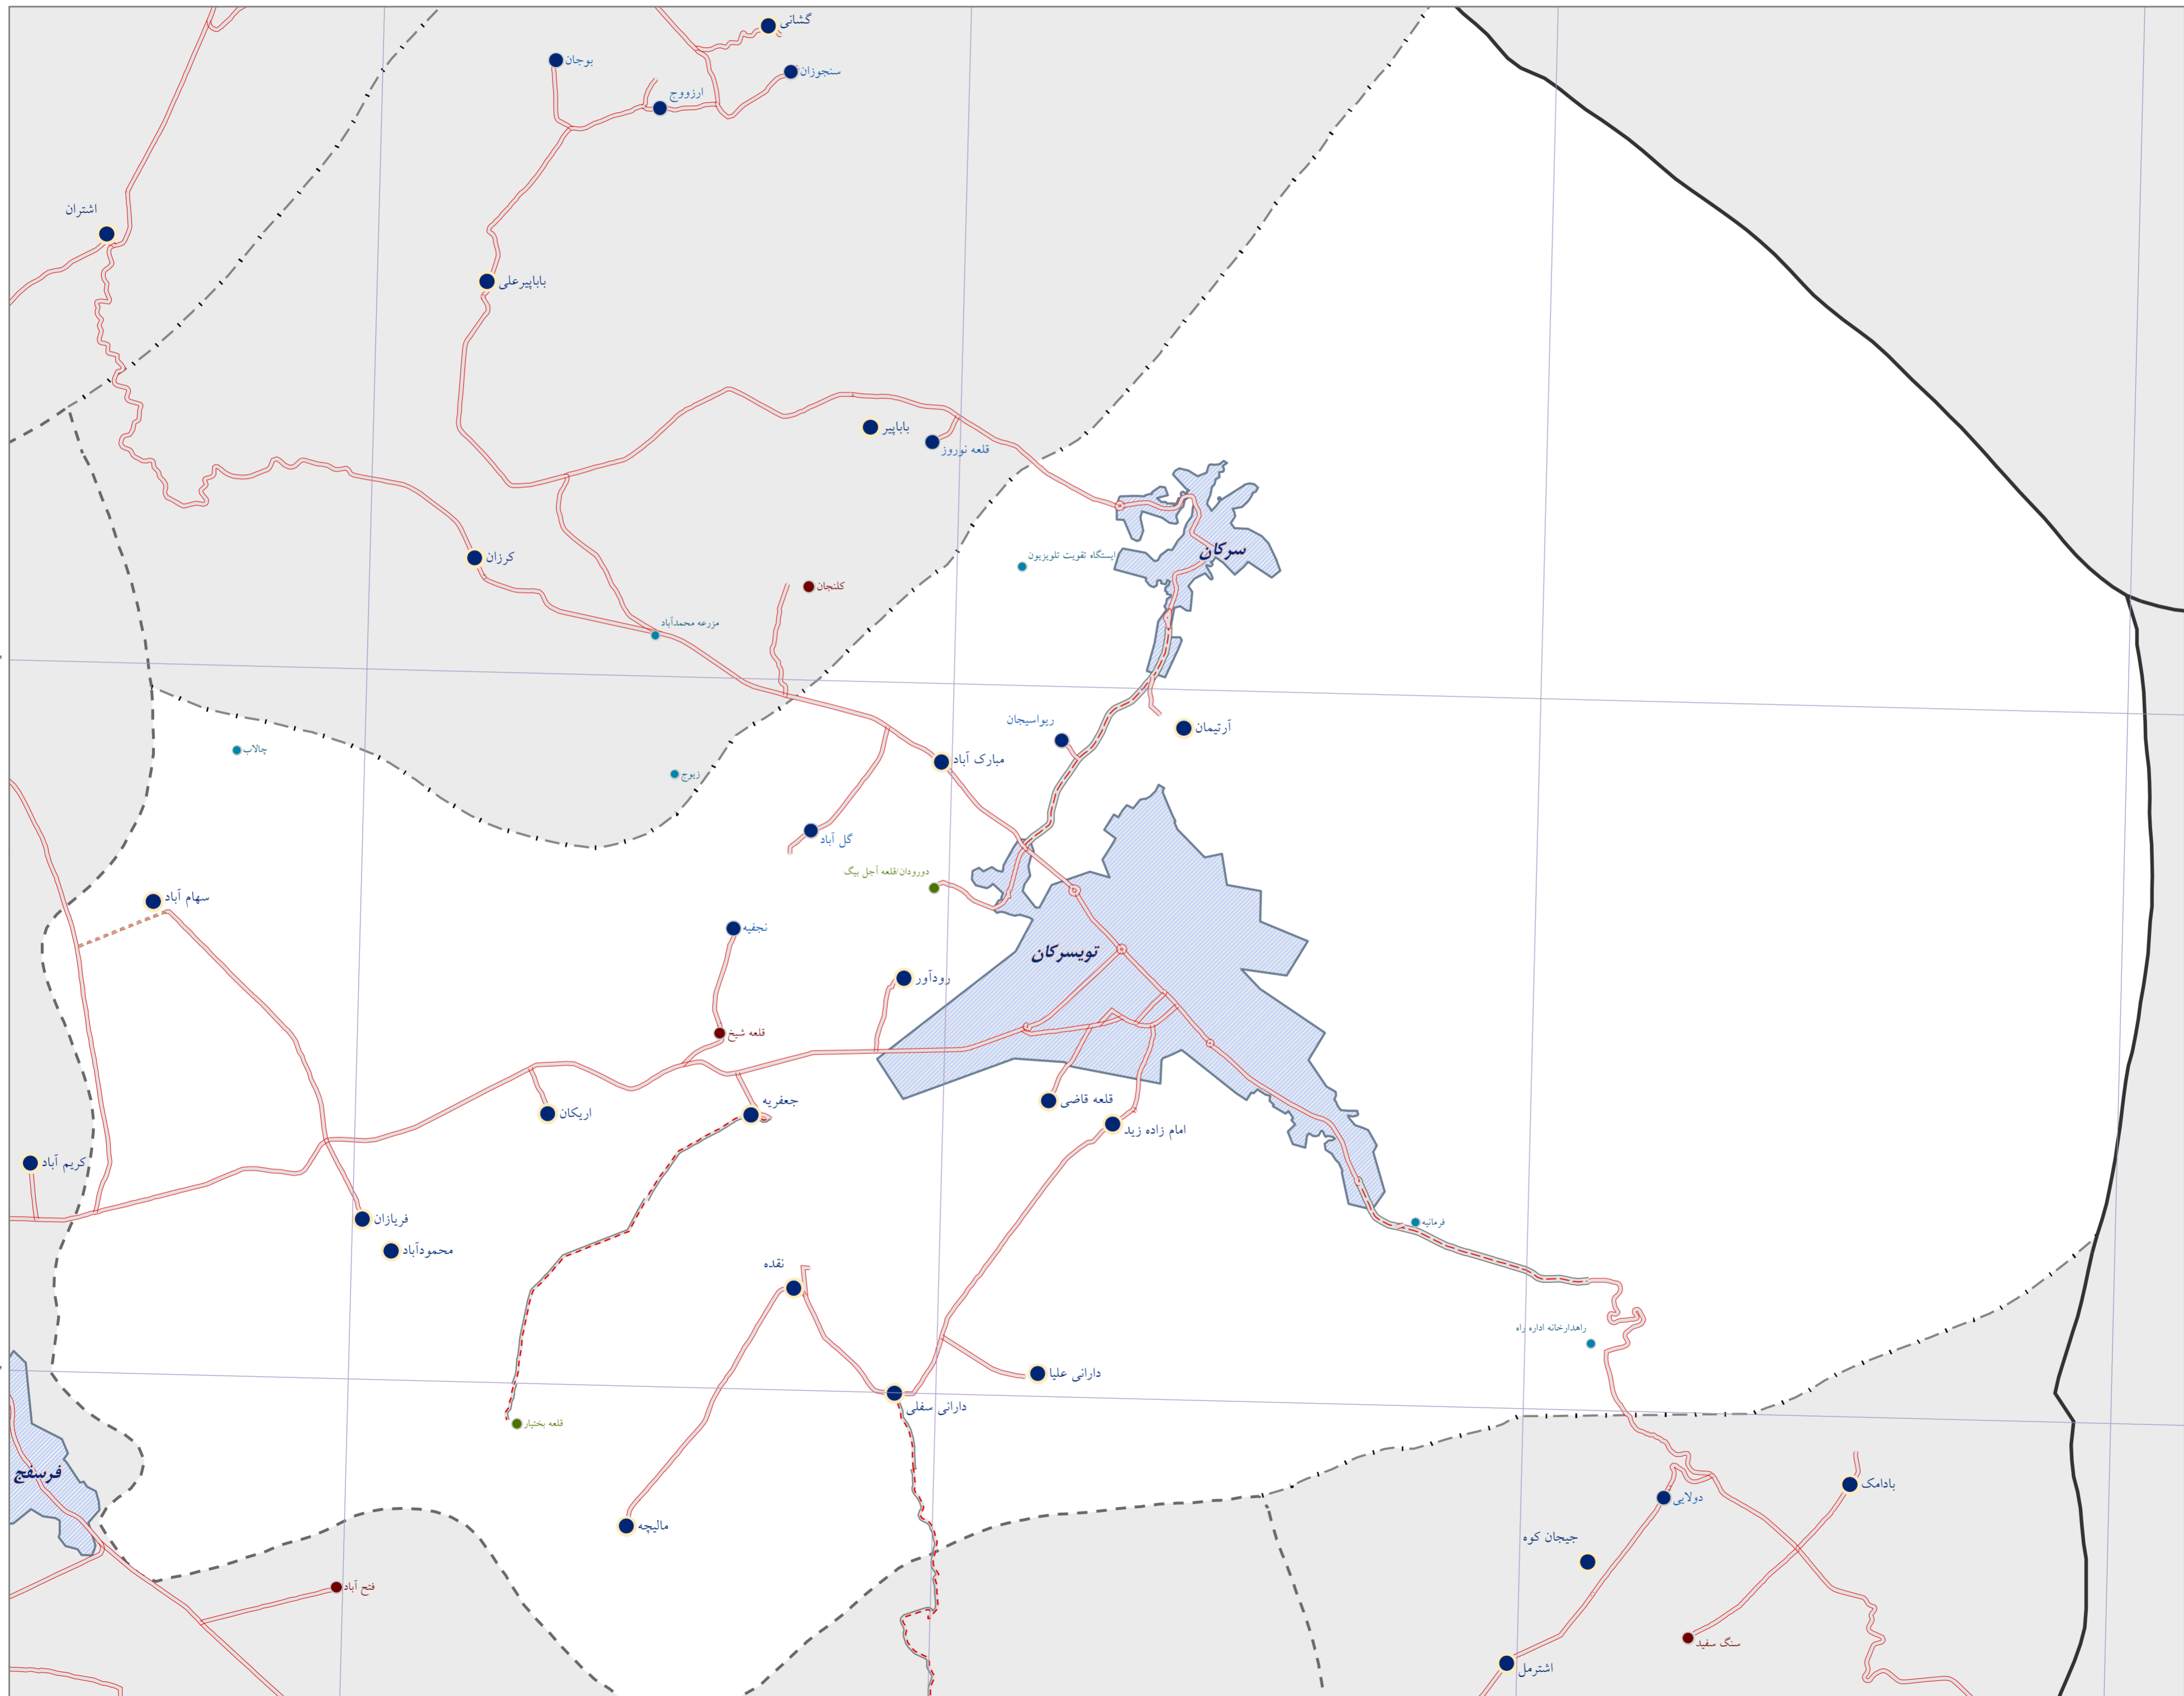 گشانی
بوجان
سنجوزان
ارزووج
اشتران
باباپیرعلی
باباپیر
قلعه نوروز
سرکان
ایستگاه تقویت تلویزیون
کرزان
کلنجان
مزرعه محمدآباد
ریواسیجان
آرتیمان
چالاب
مبارک آباد
زیوج
گل آباد
دورودان/قلعه آجل بیگ
سهام آباد
نجفیه
تویسرکان
رودآور
قلعه شیخ
قلعه قاضی
جعفریه
اریکان
امام زاده زید
کریم آباد
فریازان
فرمانیه
محمودآباد
نقده
راهدارخانه اداره راه
دارانی علیا
دارانی سفلی
قلعه بختیار
فرسفج
بادامک
دولایی
مالیچه
جیجان کوه
فتح آباد
سنگ سفید
اشترمل